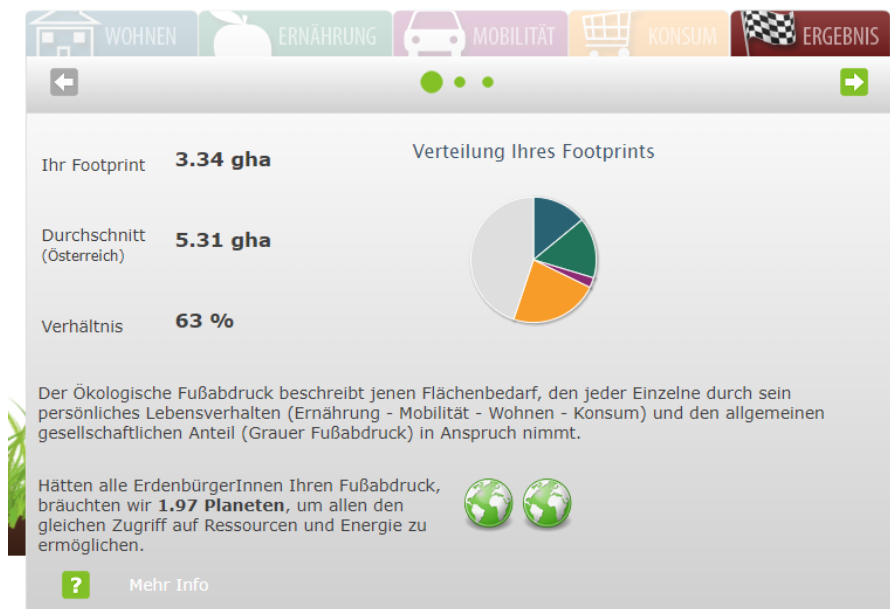 WOHNEN
ERNÄHRUNG
MOBILITÄT
KONSUM
ERGEBNIS
Ihr Footprint 3.34 gha
Verteilung Ihres Footprints
Durchschnitt 5.31 gha
(Österreich)
Verhältnis 63 %
Der Ökologische Fußabdruck beschreibt jenen Flächenbedarf, den jeder Einzelne durch sein
persönliches Lebensverhalten (Ernährung - Mobilität - Wohnen - Konsum) und den allgemeinen
gesellschaftlichen Anteil (Grauer Fußabdruck) in Anspruch nimmt.
Hätten alle ErdenbürgerInnen Ihren Fußabdruck,
bräuchten wir 1.97 Planeten, um allen den
gleichen Zugriff auf Ressourcen und Energie zu
ermöglichen.
? Mehr Info